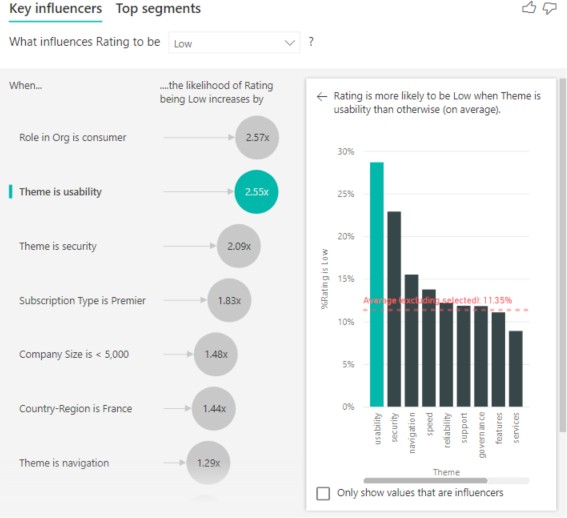 Key influencers Top segments
What influences Rating to be Low ?
When...
....the likelihood of Rating
being Low increases by
Role in Org is consumer 2.57x
Theme is usability 2.55x
Theme is security 2.09x
Subscription Type is Premier 1.83x
Company Size is < 5,000 1.48x
Country-Region is France 1.44x
Theme is navigation 1.29x
Rating is more likely to be Low when Theme is
usability than otherwise (on average).
30%
25%
20%
15%
10%
5%
0%
%Rating is Low
Average (excluding selected): 11.35%
usability
security
navigation
speed
reliability
support
governance
features
services
Theme
Only show values that are influencers